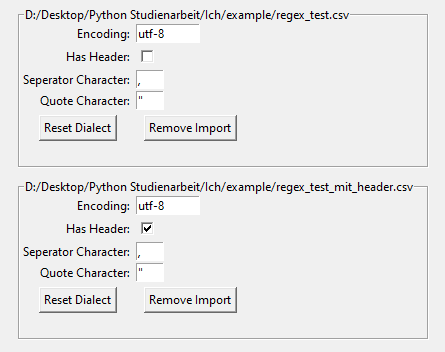 D:/Desktop/Python Studienarbeit/Ich/example/regex_test.csv
Encoding: utf-8
Has Header:
Seperator Character: ,
Quote Character: "
Reset Dialect Remove Import
D:/Desktop/Python Studienarbeit/Ich/example/regex_test_mit_header.csv
Encoding: utf-8
Has Header:
Seperator Character: ,
Quote Character: "
Reset Dialect Remove Import